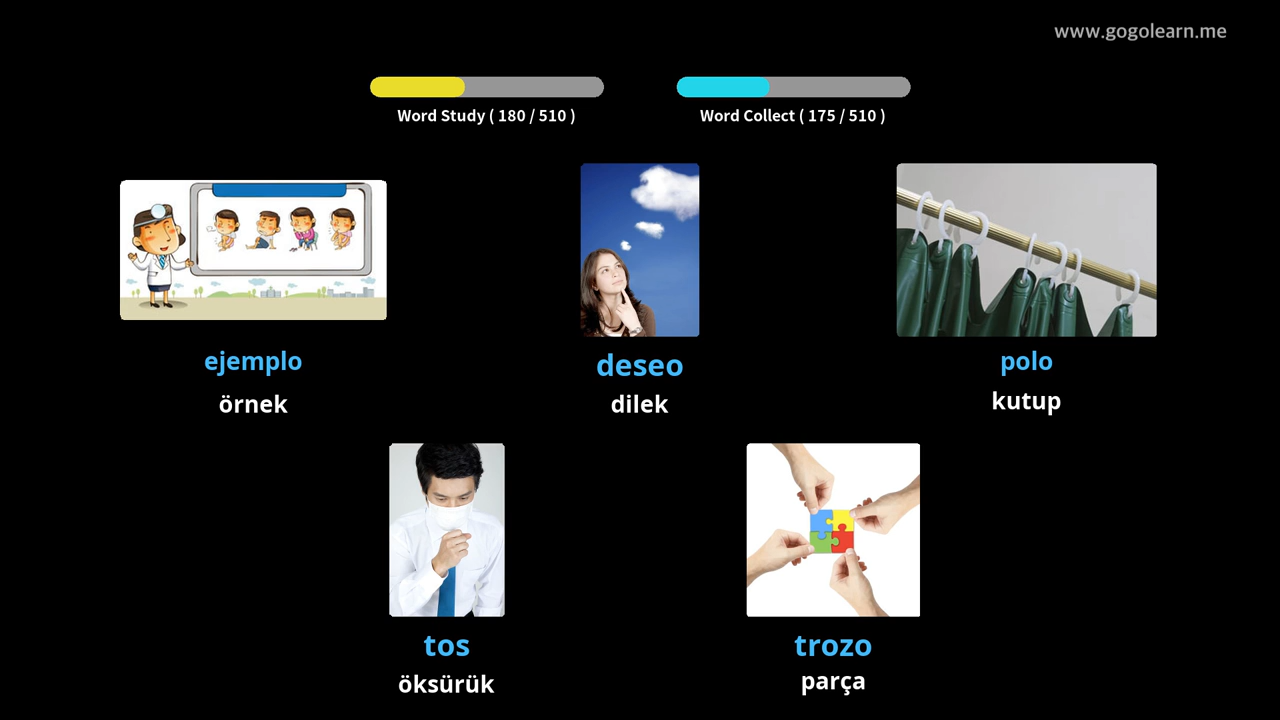 www.gogolearn.me
Word Study ( 180 / 510 )
Word Collect ( 175 / 510 )
ejemplo
örnek
deseo
dilek
polo
kutup
tos
öksürük
trozo
parça